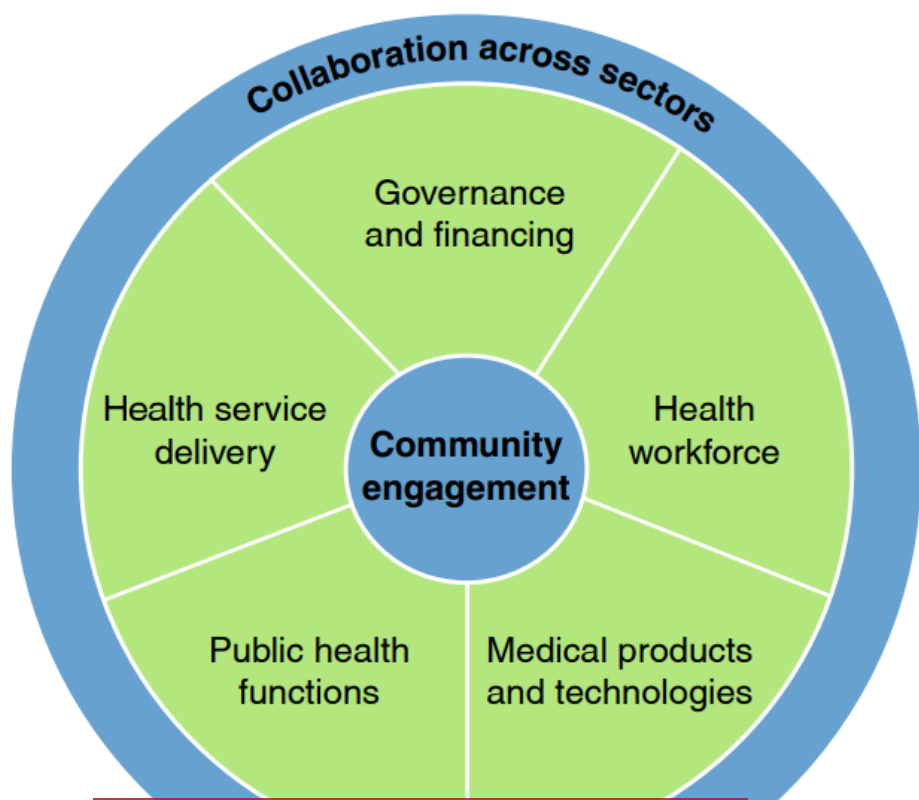 Collaboration across sectors
Governance
and financing
Health service
delivery
Community
engagement
Health
workforce
Public health
functions
Medical products
and technologies